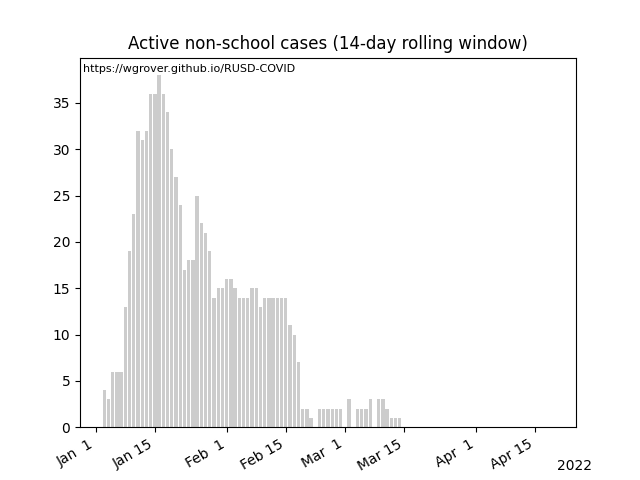 Active non-school cases (14-day rolling window)
https://wgrover.github.io/RUSD-COVID
35
30
25
20
15
10
5
0
Jan 1
Jan 15
Feb 1
Feb 15
Mar 1
Mar 15
Apr 1
Apr 15
2022